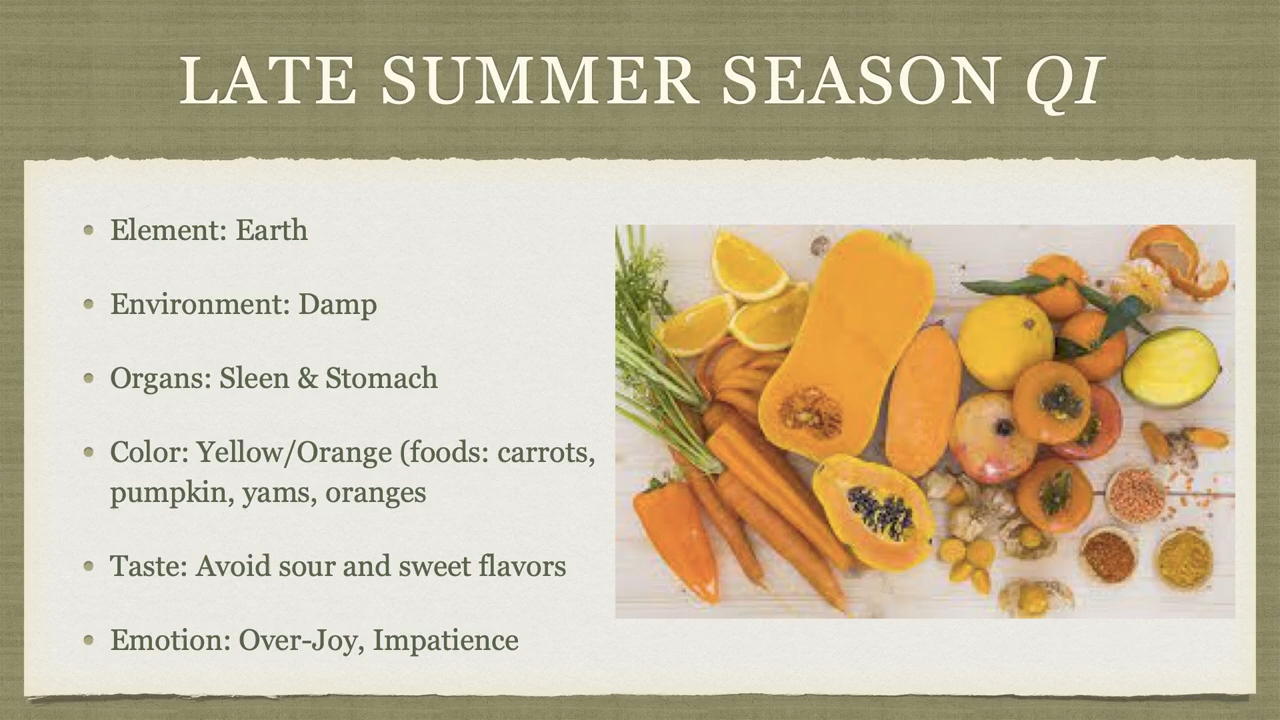 LATE SUMMER SEASON QI
• Element: Earth
• Environment: Damp
• Organs: Sleen & Stomach
• Color: Yellow/Orange (foods: carrots,
pumpkin, yams, oranges
• Taste: Avoid sour and sweet flavors
• Emotion: Over-Joy, Impatience